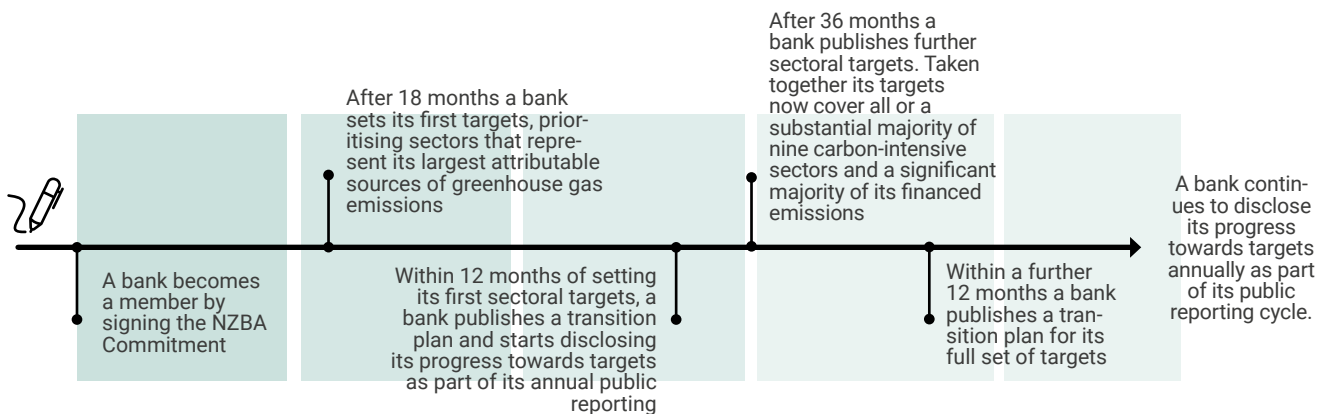 A bank becomes
a member by
signing the NZBA
Commitment
After 18 months a bank
sets its first targets, prior-
itising sectors that repre-
sent its largest attributable
sources of greenhouse gas
emissions
Within 12 months of setting
its first sectoral targets, a
bank publishes a transition
plan and starts disclosing
its progress towards targets
as part of its annual public
reporting
After 36 months a
bank publishes further
sectoral targets. Taken
together its targets
now cover all or a
substantial majority of
nine carbon-intensive
sectors and a significant
majority of its financed
emissions
Within a further
12 months a bank
publishes a tran-
sition plan for its
full set of targets
A bank contin-
ues to disclose
its progress
towards targets
annually as part
of its public
reporting cycle.